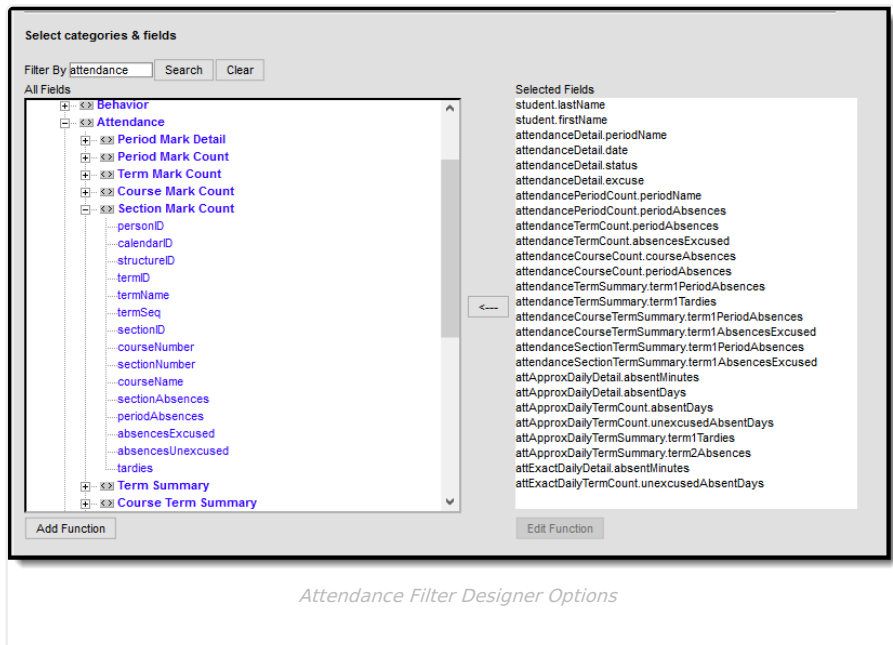 Select categories & fields
Filter By attendance Search Clear
All Fields
Behavior
Attendance
Period Mark Detail
Period Mark Count
Term Mark Count
Course Mark Count
Section Mark Count
personID
calendarID
structureID
termID
termName
termSeq
sectionID
courseNumber
sectionNumber
courseName
sectionAbsences
periodAbsences
absencesExcused
absencesUnexcused
tardies
Term Summary
Course Term Summary
Add Function
<---
Selected Fields
student.lastName
student.firstName
attendanceDetail.periodName
attendanceDetail.date
attendanceDetail.status
attendanceDetail.excuse
attendancePeriodCount.periodName
attendancePeriodCount.periodAbsences
attendanceTermCount.periodAbsences
attendanceTermCount.absencesExcused
attendanceCourseCount.courseAbsences
attendanceCourseCount.periodAbsences
attendanceTermSummary.term1PeriodAbsences
attendanceTermSummary.term1Tardies
attendanceCourseTermSummary.term1PeriodAbsences
attendanceCourseTermSummary.term1AbsencesExcused
attendanceSectionTermSummary.term1PeriodAbsences
attendanceSectionTermSummary.term1AbsencesExcused
attApproxDailyDetail.absentMinutes
attApproxDailyDetail.absentDays
attApproxDailyTermCount.absentDays
attApproxDailyTermCount.unexcusedAbsentDays
attApproxDailyTermSummary.term1Tardies
attApproxDailyTermSummary.term2Absences
attExactDailyDetail.absentMinutes
attExactDailyTermCount.unexcusedAbsentDays
Edit Function
Attendance Filter Designer Options